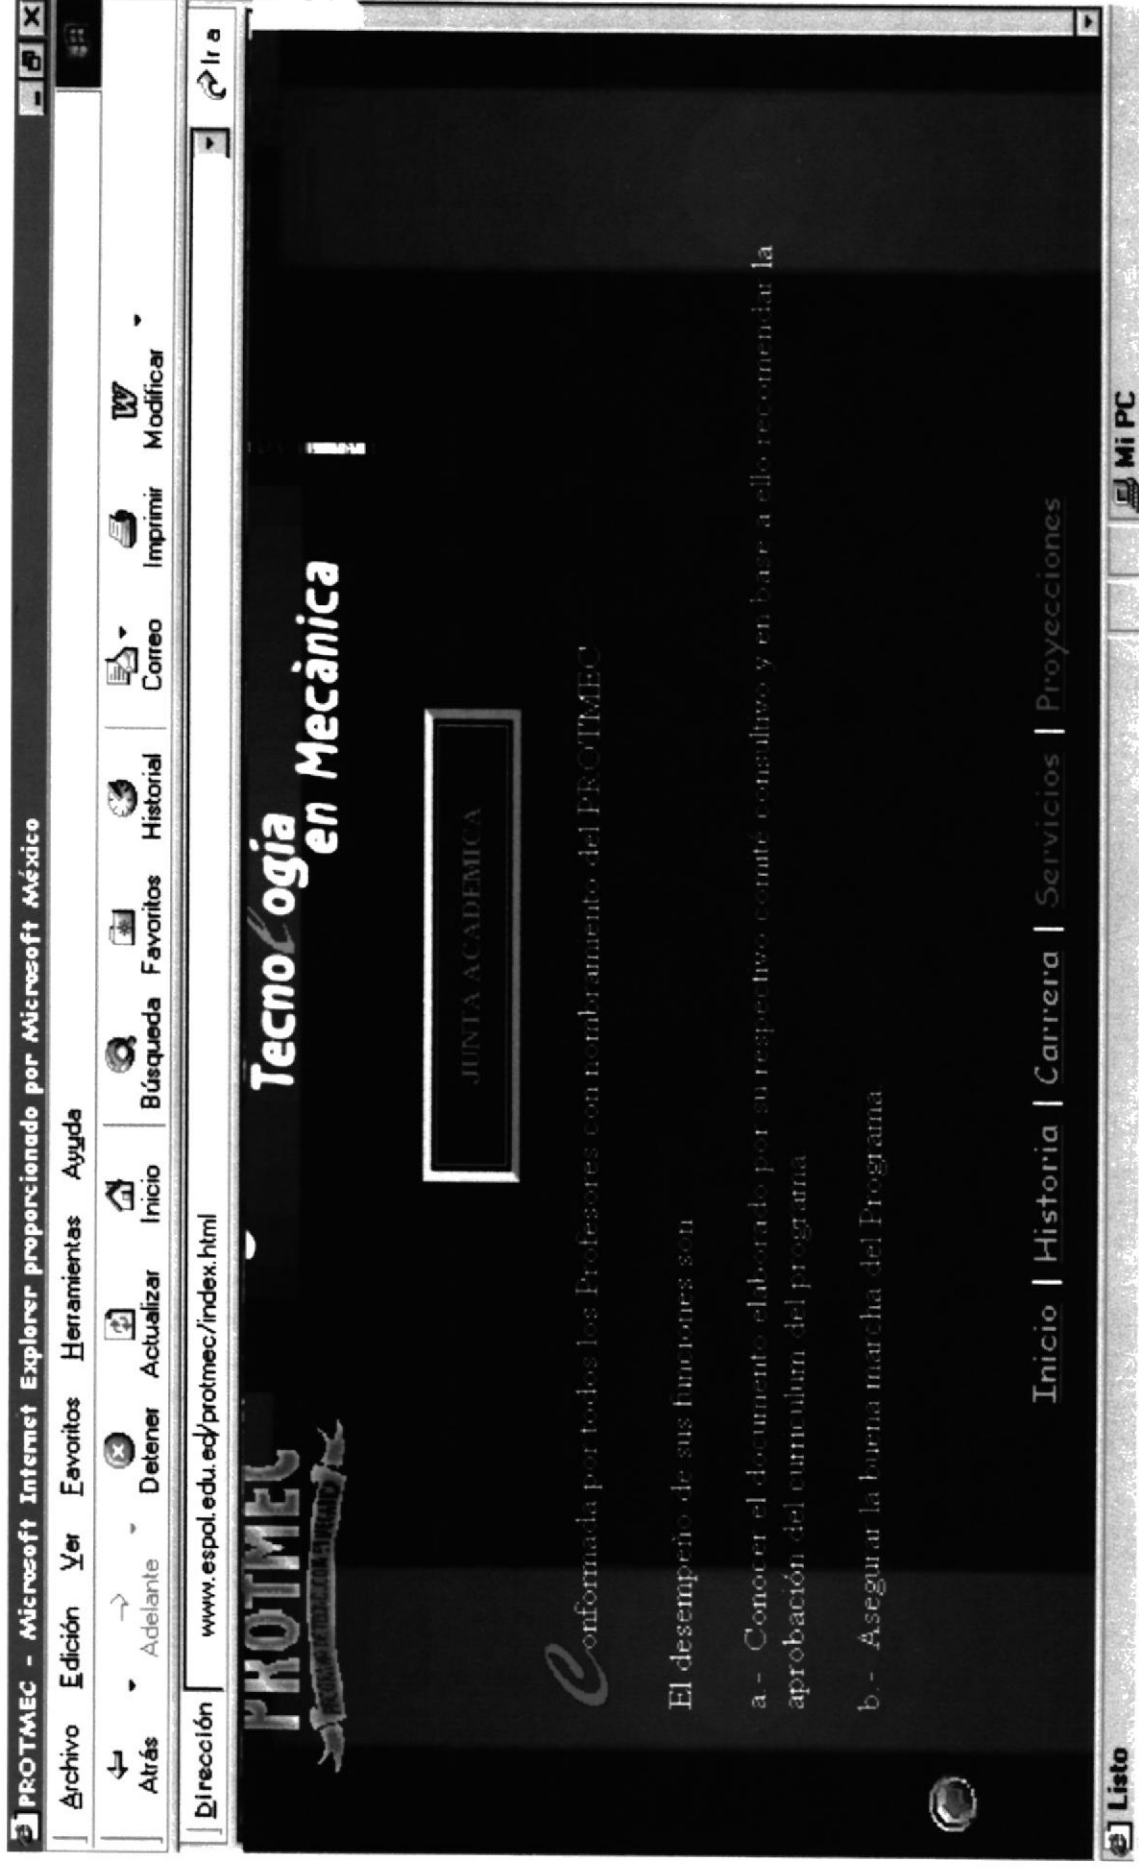 PROTMEC - Microsoft Internet Explorer proporcionado por Microsoft México
Archivo Edición Ver Favoritos Herramientas Ayuda
Atrás Adelante Detener Actualizar Inicio Búsqueda Favoritos Historial Correo Imprimir Modificar
Dirección www.espol.edu.ed/protmec/index.html Ir a
PROTMEC
Tecnología
en Mecànica
JUNTA ACADEMICA
Conformada por todos los Profesores con nombramiento del PROTMEC
El desempeño de sus funciones son
a.- Conocer el documento elaborado por su respectivo comité consultivo y en base a ello recomendar la
aprobación del curriculum del programa
b.- Asegurar la buena marcha del Programa
Inicio | Historia | Carrera | Servicios | Proyecciones
Listo Mi PC